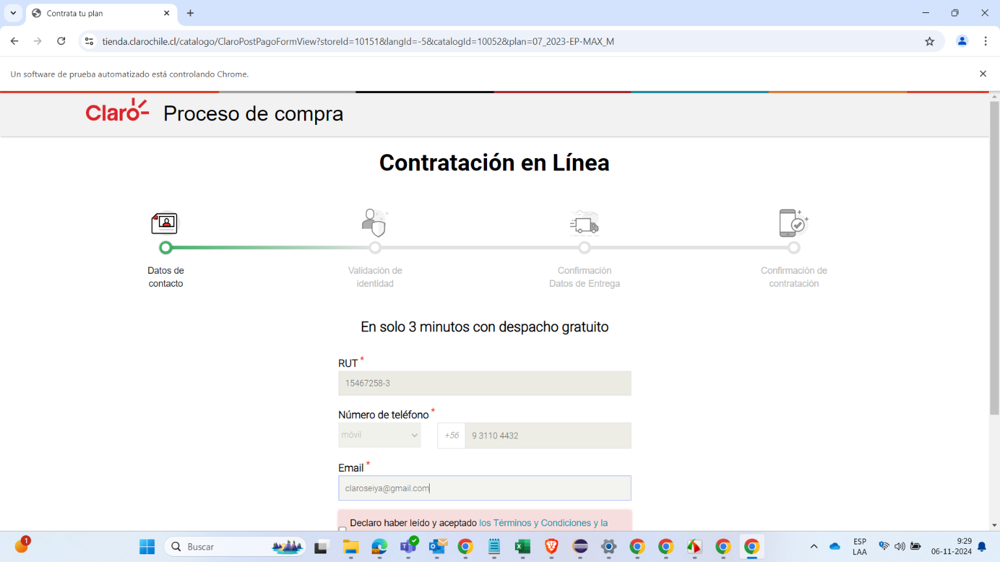 Contrata tu plan
tienda.clarochile.cl/catalogo/ClaroPostPagoFormView?storeId=10151&langId=-5&catalogId=10052&plan=07_2023-EP-MAX_M
Un software de prueba automatizado está controlando Chrome.
Claro Proceso de compra
Contratación en Línea
Datos de
contacto
Validación de
identidad
Confirmación
Datos de Entrega
Confirmación de
contratación
En solo 3 minutos con despacho gratuito
RUT *
15467258-3
Número de teléfono *
móvil +56 9 3110 4432
Email *
claroseiya@gmail.com
Declaro haber leído y aceptado los Términos y Condiciones y la
1
Buscar
ESP
LAA
9:29
06-11-2024